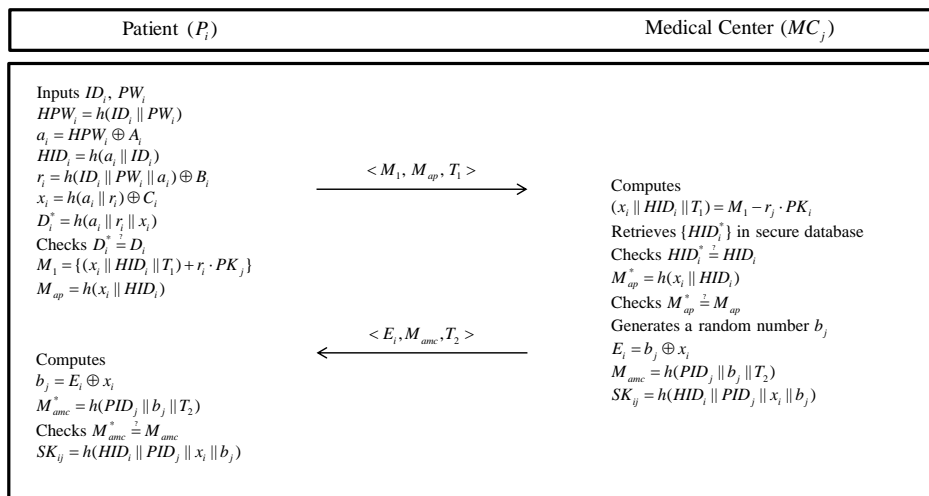 Patient (P_i)
Medical Center (MC_j)
Inputs ID_i, PW_i
HPW_i = h(ID_i || PW_i)
a_i = HPW_i ⊕ A_i
HID_i = h(a_i || ID_i)
r_i = h(ID_i || PW_i || a_i) ⊕ B_i
x_i = h(a_i || r_i) ⊕ C_i
D_i^* = h(a_i || r_i || x_i)
Checks D_i^* ?= D_i
M_1 = {(x_i || HID_i || T_1) + r_i · PK_j}
M_ap = h(x_i || HID_i)
< M_1, M_ap, T_1 >
Computes
(x_i || HID_i || T_1) = M_1 − r_j · PK_i
Retrieves {HID_i^*} in secure database
Checks HID_i^* ?= HID_i
M_ap^* = h(x_i || HID_i)
Checks M_ap^* ?= M_ap
Generates a random number b_j
E_i = b_j ⊕ x_i
M_amc = h(PID_j || b_j || T_2)
SK_ij = h(HID_i || PID_j || x_i || b_j)
< E_i, M_amc, T_2 >
Computes
b_j = E_i ⊕ x_i
M_amc^* = h(PID_j || b_j || T_2)
Checks M_amc^* ?= M_amc
SK_ij = h(HID_i || PID_j || x_i || b_j)